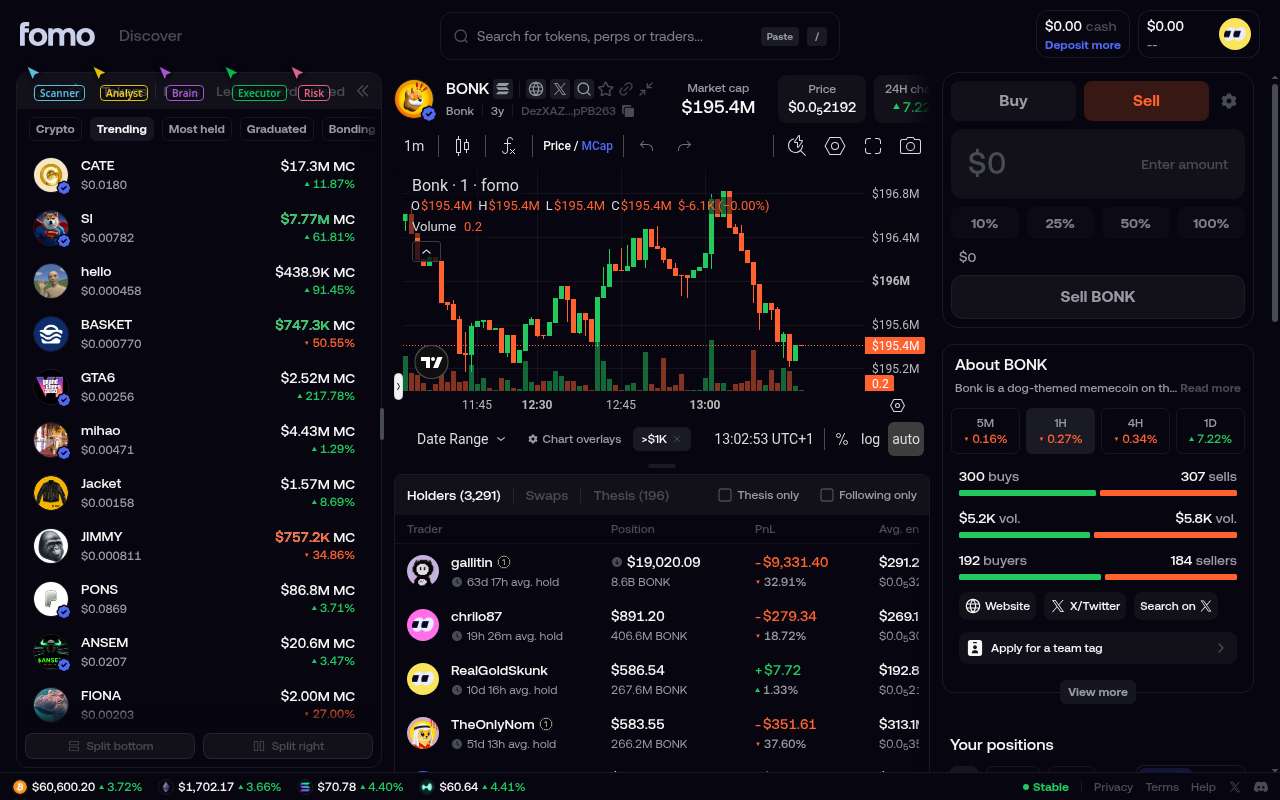 fomo
Discover
Search for tokens, perps or traders...
Paste
/
$0.00 cash
Deposit more
$0.00
--
Scanner
Analyst
Brain
Executor
Risk
Crypto
Trending
Most held
Graduated
Bonding
CATE
$0.0180
$17.3M MC
11.87%
SI
$0.00782
$7.77M MC
61.81%
hello
$0.000458
$438.9K MC
91.45%
BASKET
$0.000770
$747.3K MC
50.55%
GTA6
$0.00256
$2.52M MC
217.78%
mihao
$0.00471
$4.43M MC
1.29%
Jacket
$0.00158
$1.57M MC
8.69%
JIMMY
$0.000811
$757.2K MC
34.86%
PONS
$0.0869
$86.8M MC
3.71%
ANSEM
$0.0207
$20.6M MC
3.47%
FIONA
$0.00203
$2.00M MC
27.00%
Split bottom
Split right
BONK
Bonk
3y
DezXAZ...pPB263
Market cap
$195.4M
Price
$0.0₅2192
24H
7.22
1m
Price / MCap
Bonk · 1 · fomo
O$195.4M H$195.4M L$195.4M C$195.4M
Volume 0.2
$196.8M
$196.4M
$196M
$195.6M
$195.4M
$195.2M
0.2
11:45
12:30
12:45
13:00
Date Range
Chart overlays
>$1K ×
13:02:53 UTC+1
%
log
auto
Holders (3,291)
Swaps
Thesis (196)
Thesis only
Following only
Trader
Position
PnL
Avg. en
gallitin 1
63d 17h avg. hold
$19,020.09
8.6B BONK
-$9,331.40
32.91%
$291.2
chrilo87
19h 26m avg. hold
$891.20
406.6M BONK
-$279.34
18.72%
$269.1
RealGoldSkunk
10d 16h avg. hold
$586.54
267.6M BONK
+$7.72
1.33%
$192.8
TheOnlyNom 1
51d 13h avg. hold
$583.55
266.2M BONK
-$351.61
37.60%
$313.1
Buy
Sell
$0
Enter amount
10%
25%
50%
100%
$0
Sell BONK
About BONK
Bonk is a dog-themed memecoin on th... Read more
5M
0.16%
1H
0.27%
4H
0.34%
1D
7.22%
300 buys
307 sells
$5.2K vol.
$5.8K vol.
192 buyers
184 sellers
Website
X/Twitter
Search on X
Apply for a team tag
View more
Your positions
$60,600.20 3.72%
$1,702.17 3.66%
$70.78 4.40%
$60.64 4.41%
Stable
Privacy
Terms
Help